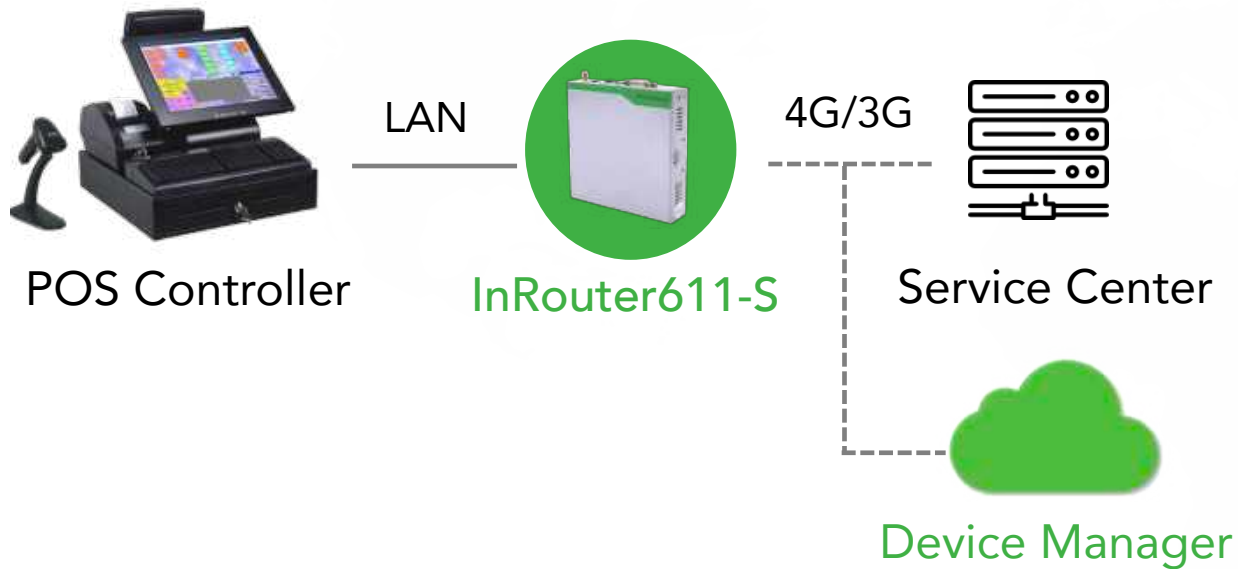 LAN
4G/3G
POS Controller
InRouter611-S
Service Center
Device Manager